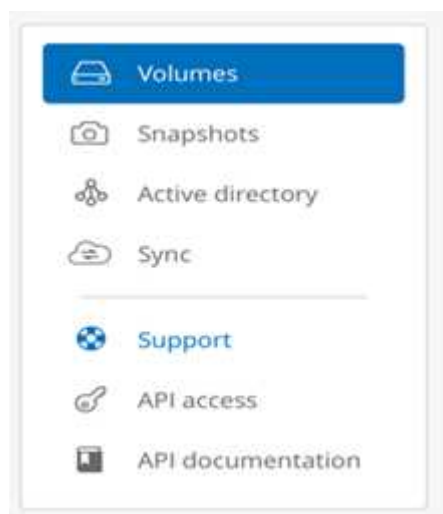 Volumes
Snapshots
Active directory
Sync
Support
API access
API documentation